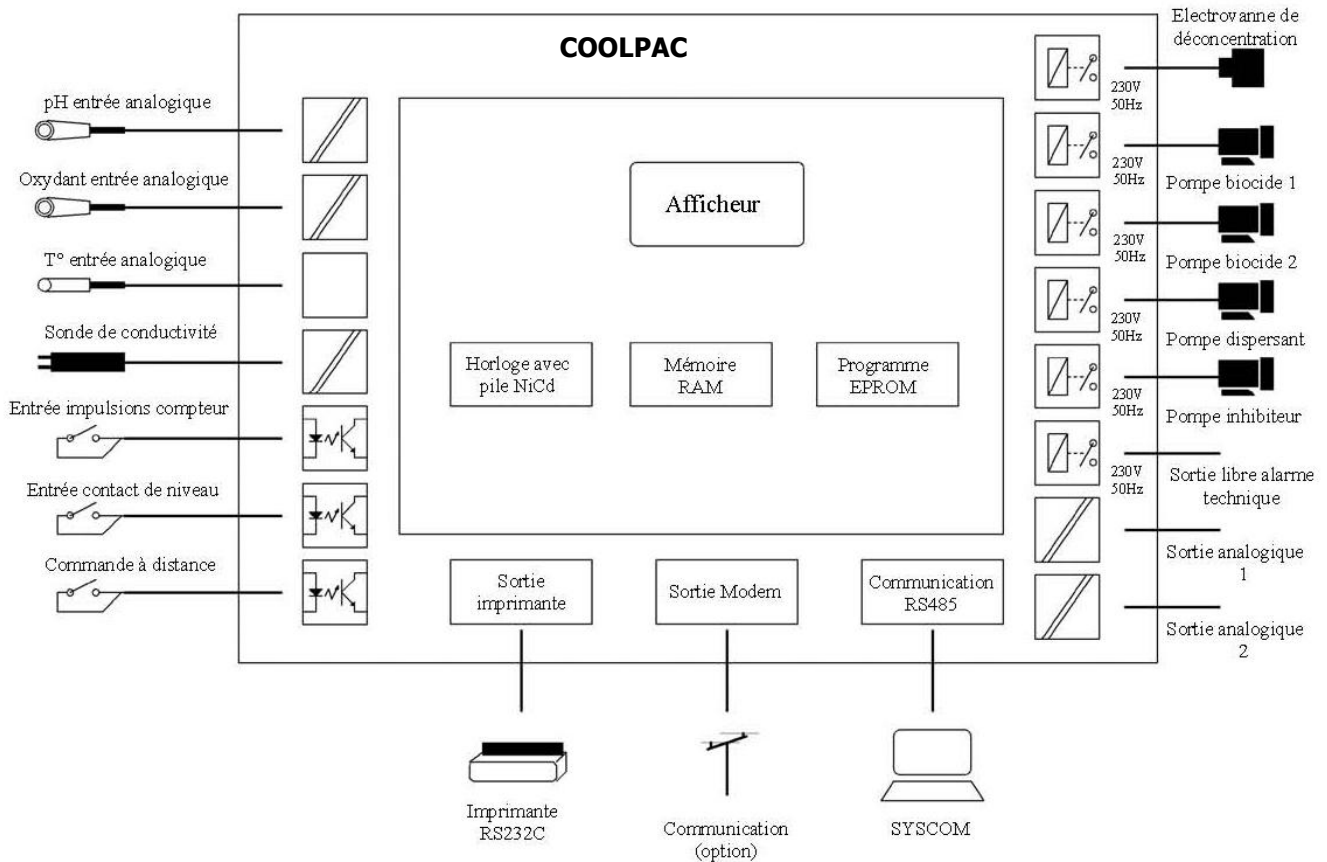 COOLPAC
pH entrée analogique
Oxydant entrée analogique
T° entrée analogique
Sonde de conductivité
Entrée impulsions compteur
Entrée contact de niveau
Commande à distance
Afficheur
Horloge avec
pile NiCd
Mémoire
RAM
Programme
EPROM
Sortie
imprimante
Sortie Modem
Communication
RS485
Imprimante
RS232C
Communication
(option)
SYSCOM
Electrovanne de
déconcentration
230V
50Hz
Pompe biocide 1
230V
50Hz
Pompe biocide 2
230V
50Hz
Pompe dispersant
230V
50Hz
Pompe inhibiteur
230V
50Hz
Sortie libre alarme
technique
230V
50Hz
Sortie analogique
1
Sortie analogique
2